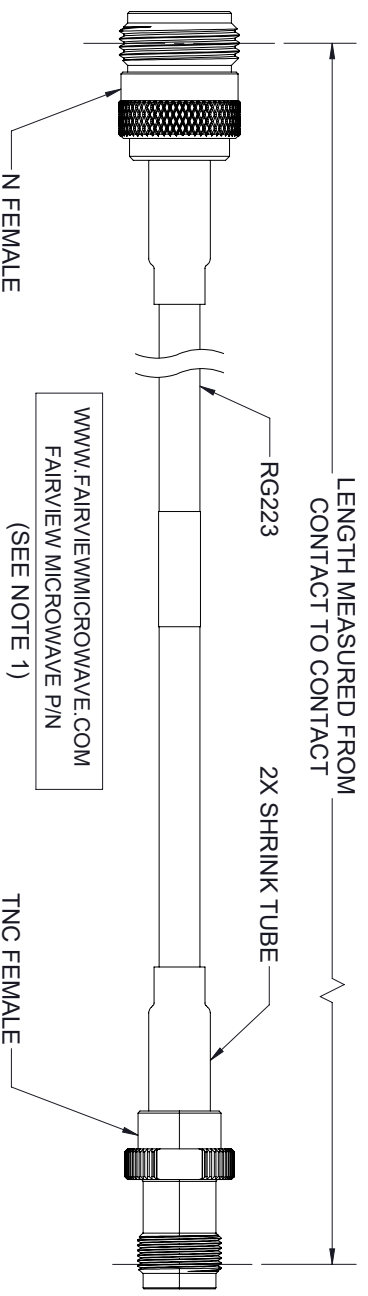 LENGTH MEASURED FROM
CONTACT TO CONTACT
RG223
2X SHRINK TUBE
N FEMALE
WWW.FAIRVIEWMICROWAVE.COM
FAIRVIEW MICROWAVE P/N
(SEE NOTE 1)
TNC FEMALE